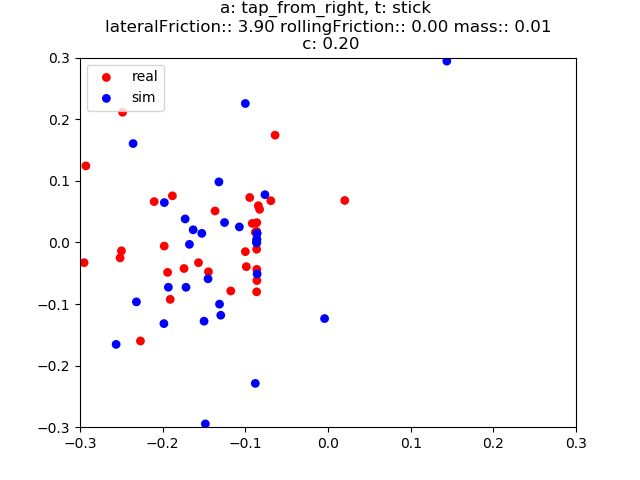 a: tap_from_right, t: stick
lateralFriction:: 3.90 rollingFriction:: 0.00 mass:: 0.01
c: 0.20
real
sim
0.3
0.2
0.1
0.0
−0.1
−0.2
−0.3
−0.3 −0.2 −0.1 0.0 0.1 0.2 0.3